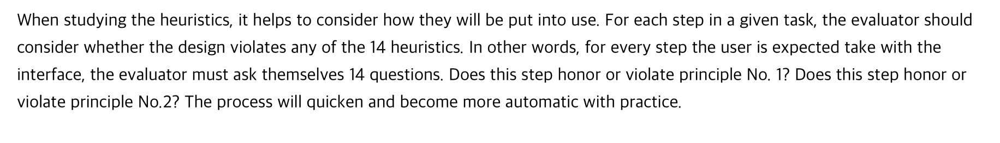 When studying the heuristics, it helps to consider how they will be put into use. For each step in a given task, the evaluator should
consider whether the design violates any of the 14 heuristics. In other words, for every step the user is expected take with the
interface, the evaluator must ask themselves 14 questions. Does this step honor or violate principle No. 1? Does this step honor or
violate principle No.2? The process will quicken and become more automatic with practice.